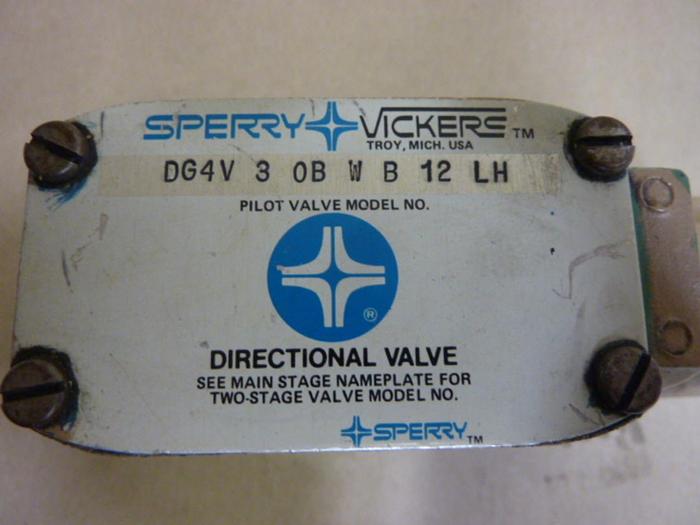 SPERRY VICKERS TM
TROY, MICH. USA
DG4V 3 OB W B 12 LH
PILOT VALVE MODEL NO.
®
DIRECTIONAL VALVE
SEE MAIN STAGE NAMEPLATE FOR
TWO-STAGE VALVE MODEL NO.
SPERRY TM